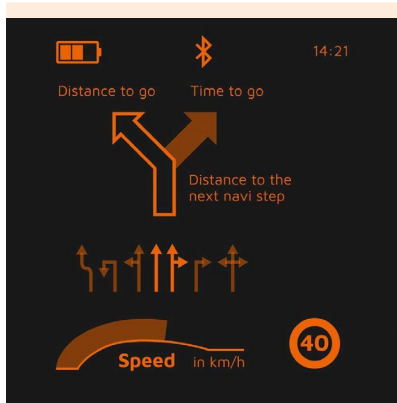 14:21
Distance to go
Time to go
Distance to the
next navi step
Speed in km/h
40